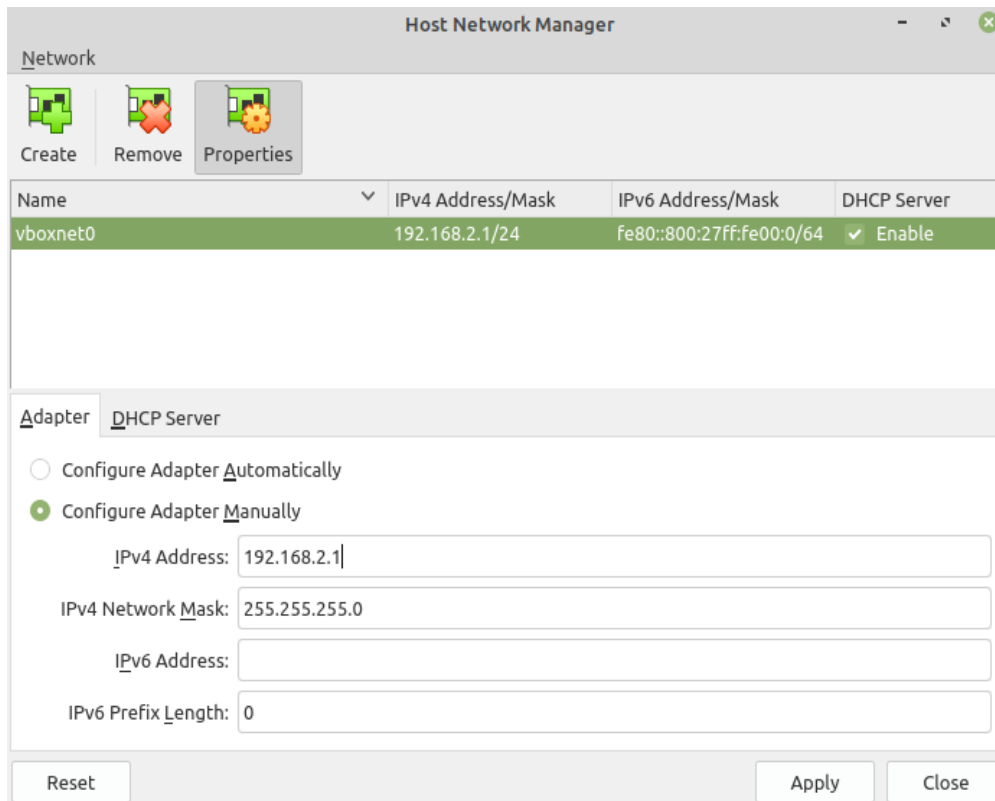 Host Network Manager
Network
Create Remove Properties
Name IPv4 Address/Mask IPv6 Address/Mask DHCP Server
vboxnet0 192.168.2.1/24 fe80::800:27ff:fe00:0/64 Enable
Adapter DHCP Server
Configure Adapter Automatically
Configure Adapter Manually
IPv4 Address: 192.168.2.1
IPv4 Network Mask: 255.255.255.0
IPv6 Address:
IPv6 Prefix Length: 0
Reset Apply Close